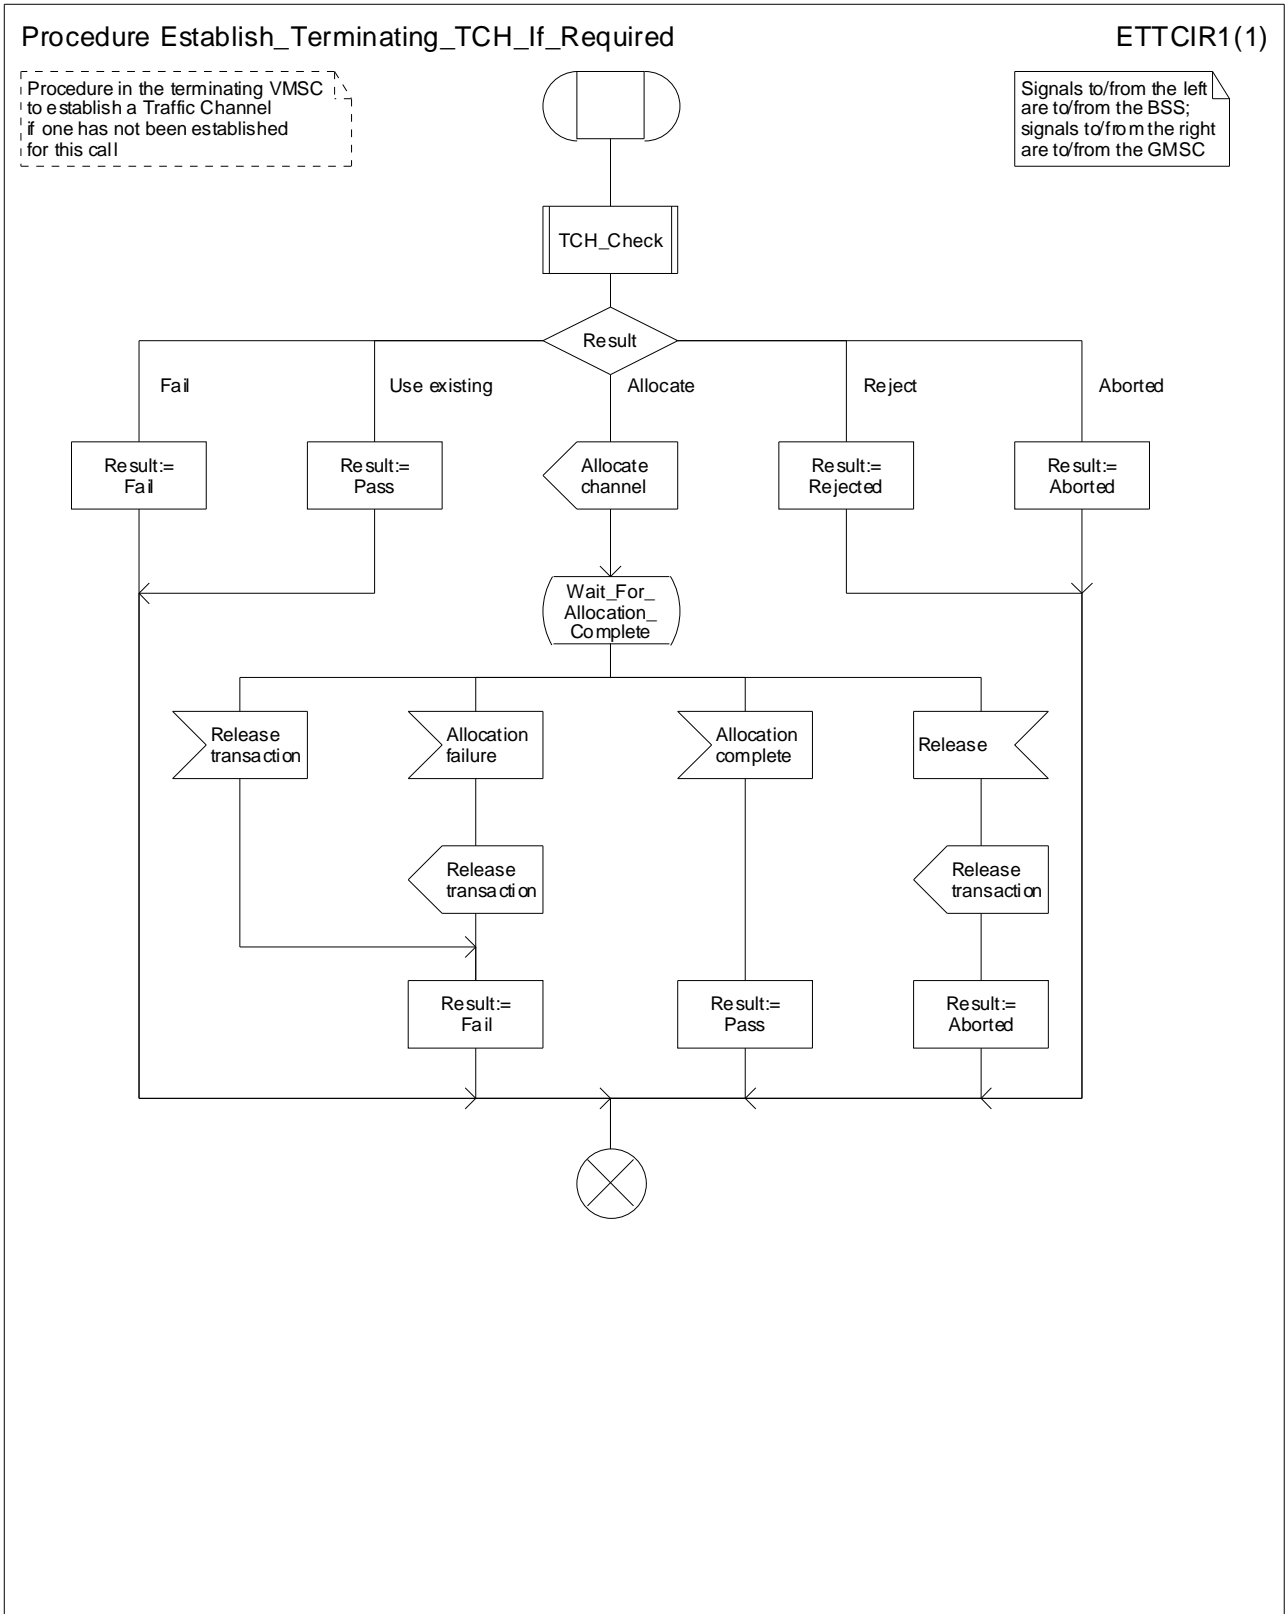 Procedure Establish_Terminating_TCH_If_Required
ETTCIR1(1)
Procedure in the terminating VMSC
to establish a Traffic Channel
if one has not been established
for this call
Signals to/from the left
are to/from the BSS;
signals to/from the right
are to/from the GMSC
TCH_Check
Result
Fail
Use existing
Allocate
Reject
Aborted
Result:=
Fail
Result:=
Pass
Allocate
channel
Result:=
Rejected
Result:=
Aborted
Wait_For_
Allocation_
Complete
Release
transaction
Allocation
failure
Allocation
complete
Release
Release
transaction
Release
transaction
Result:=
Fail
Result:=
Pass
Result:=
Aborted